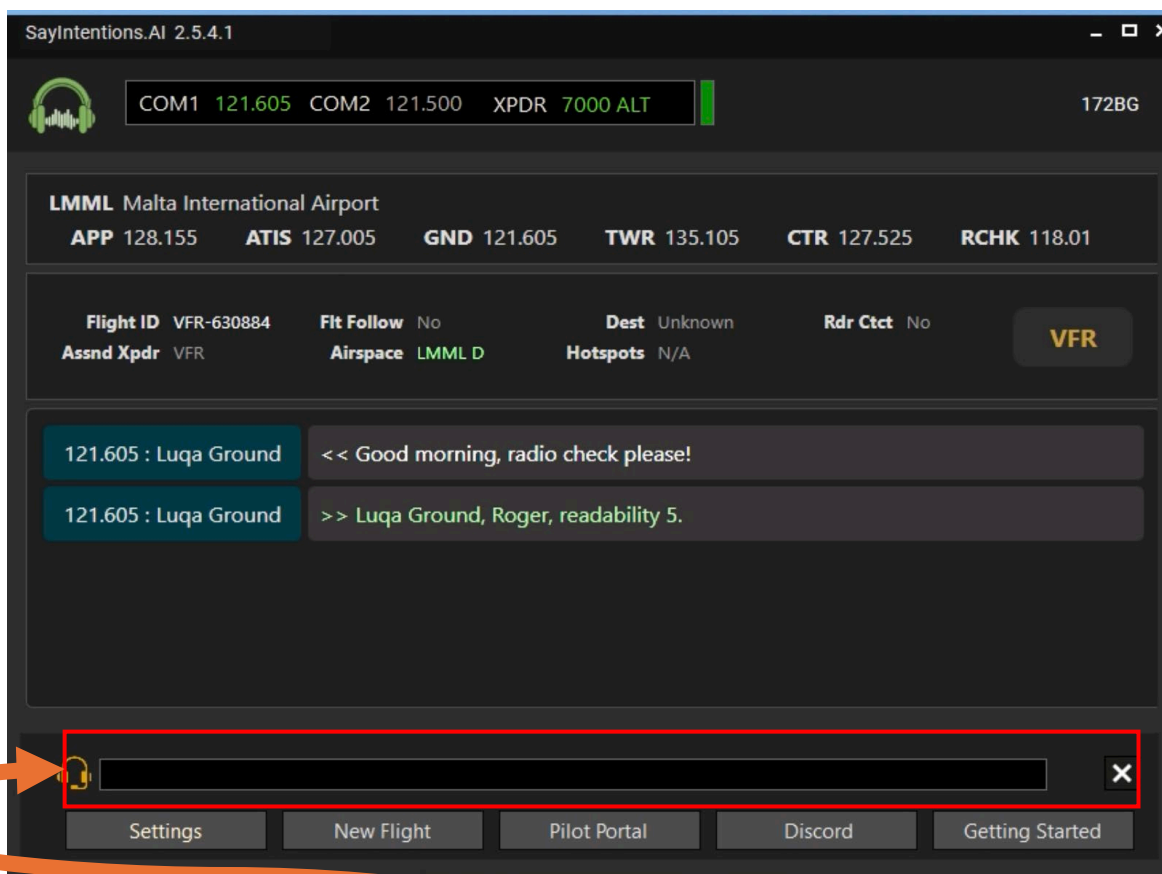 SayIntentions.AI 2.5.4.1
COM1 121.605 COM2 121.500 XPDR 7000 ALT
172BG
LMML Malta International Airport
APP 128.155 ATIS 127.005 GND 121.605 TWR 135.105 CTR 127.525 RCHK 118.01
Flight ID VFR-630884 Flt Follow No Dest Unknown Rdr Ctct No
VFR
Assnd Xpdr VFR Airspace LMML D Hotspots N/A
121.605 : Luqa Ground << Good morning, radio check please!
121.605 : Luqa Ground >> Luqa Ground, Roger, readability 5.
Settings New Flight Pilot Portal Discord Getting Started